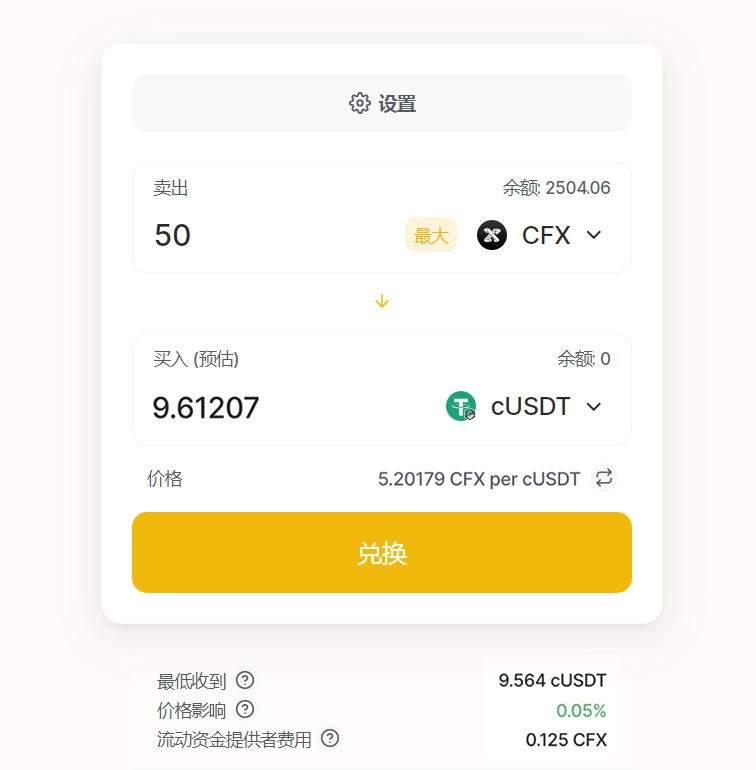 设置
卖出 余额: 2504.06
50 最大 CFX
买入 (预估) 余额: 0
9.61207 cUSDT
价格 5.20179 CFX per cUSDT
兑换
最低收到 9.564 cUSDT
价格影响 0.05%
流动资金提供者费用 0.125 CFX